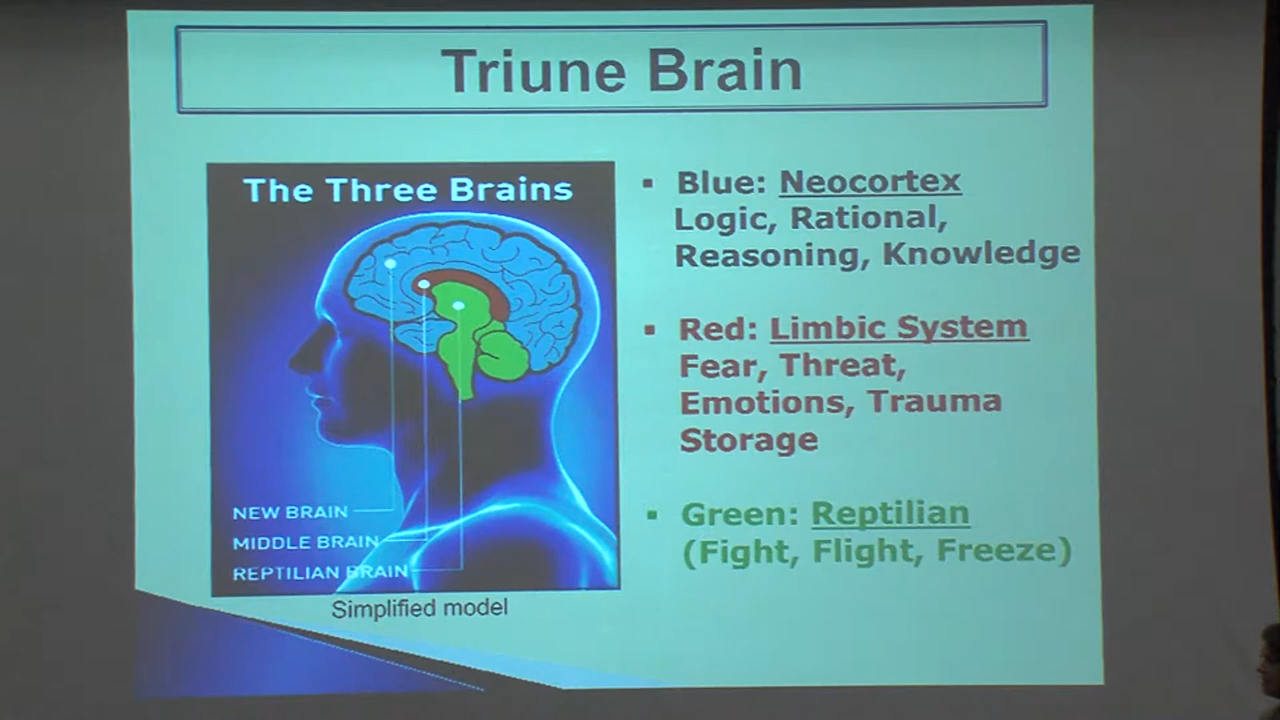 Triune Brain
The Three Brains
NEW BRAIN
MIDDLE BRAIN
REPTILIAN BRAIN
Simplified model
▪ Blue: Neocortex
Logic, Rational,
Reasoning, Knowledge
▪ Red: Limbic System
Fear, Threat,
Emotions, Trauma
Storage
▪ Green: Reptilian
(Fight, Flight, Freeze)